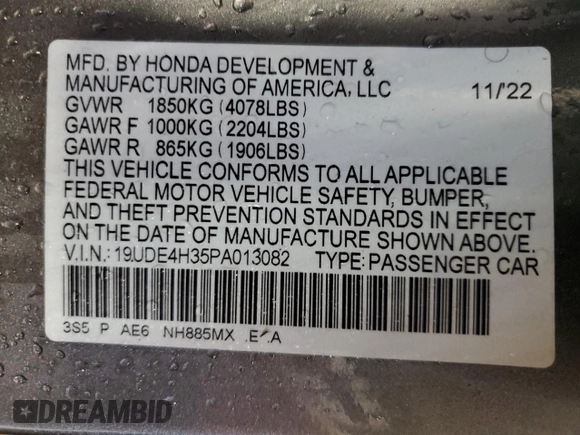 MFD. BY HONDA DEVELOPMENT &
MANUFACTURING OF AMERICA, LLC 11/'22
GVWR 1850KG (4078LBS)
GAWR F 1000KG (2204LBS)
GAWR R 865KG (1906LBS)
THIS VEHICLE CONFORMS TO ALL APPLICABLE
FEDERAL MOTOR VEHICLE SAFETY, BUMPER,
AND THEFT PREVENTION STANDARDS IN EFFECT
ON THE DATE OF MANUFACTURE SHOWN ABOVE.
V.I.N.: 19UDE4H35PA013082 TYPE: PASSENGER CAR
3S5 P AE6 NH885MX
DREAMBID